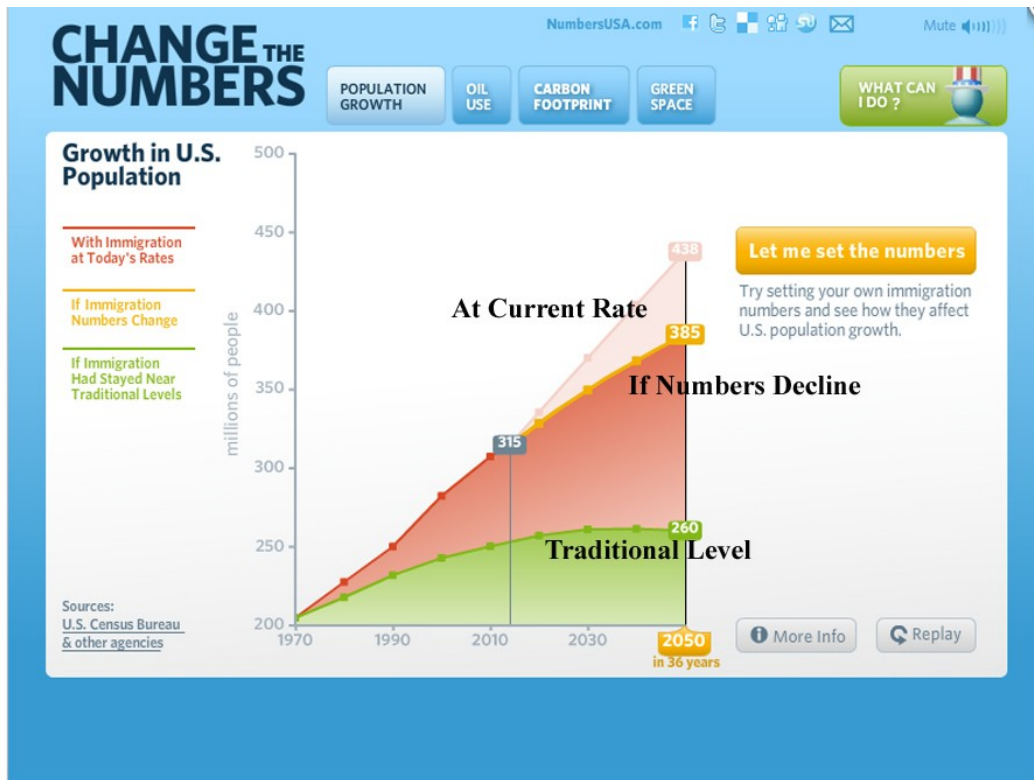 NumbersUSA.com
Mute
CHANGE THE
NUMBERS
POPULATION
GROWTH
OIL
USE
CARBON
FOOTPRINT
GREEN
SPACE
WHAT CAN
I DO ?
Growth in U.S.
Population
With Immigration
at Today's Rates
If Immigration
Numbers Change
If Immigration
Had Stayed Near
Traditional Levels
millions of people
500
450
400
350
300
250
200
1970
1990
2010
2030
2050
in 36 years
438
At Current Rate
385
If Numbers Decline
315
260
Traditional Level
Let me set the numbers
Try setting your own immigration
numbers and see how they affect
U.S. population growth.
Sources:
U.S. Census Bureau
& other agencies
More Info
Replay